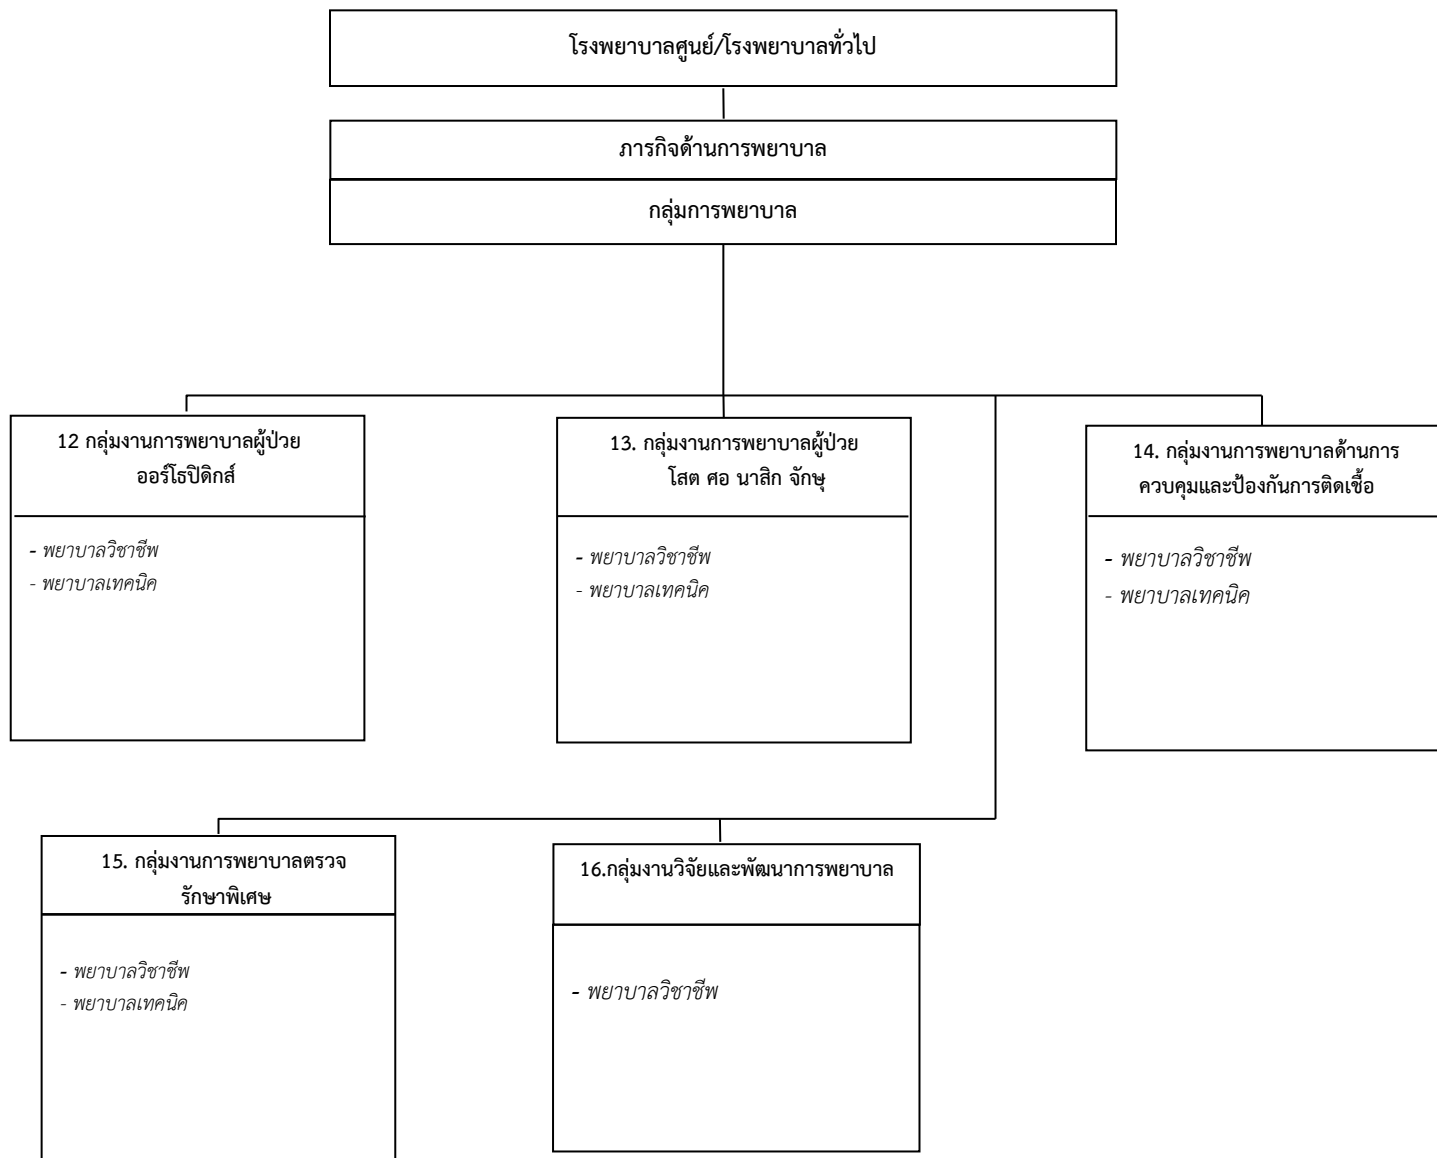 โรงพยาบาลศูนย์/โรงพยาบาลทั่วไป
ภารกิจด้านการพยาบาล
กลุ่มการพยาบาล
12 กลุ่มงานการพยาบาลผู้ป่วย
ออร์โธปิดิกส์
- พยาบาลวิชาชีพ
- พยาบาลเทคนิค
13. กลุ่มงานการพยาบาลผู้ป่วย
โสต ศอ นาสิก จักษุ
- พยาบาลวิชาชีพ
- พยาบาลเทคนิค
14. กลุ่มงานการพยาบาลด้านการ
ควบคุมและป้องกันการติดเชื้อ
- พยาบาลวิชาชีพ
- พยาบาลเทคนิค
15. กลุ่มงานการพยาบาลตรวจ
รักษาพิเศษ
- พยาบาลวิชาชีพ
- พยาบาลเทคนิค
16.กลุ่มงานวิจัยและพัฒนาการพยาบาล
- พยาบาลวิชาชีพ